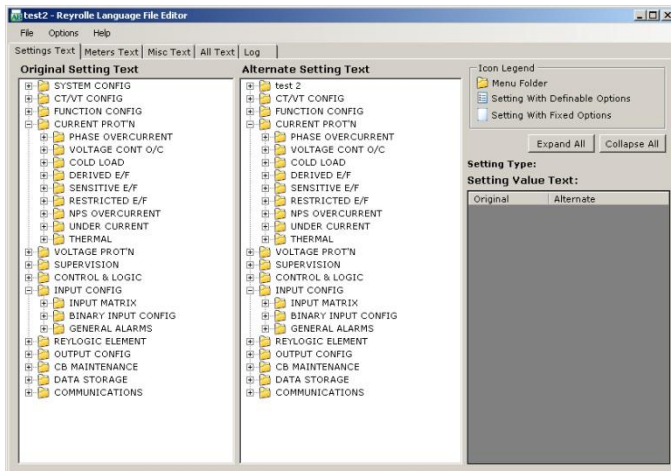 test2 - Reyrolle Language File Editor
File Options Help
Settings Text Meters Text Misc Text All Text Log
Original Setting Text
SYSTEM CONFIG
CT/VT CONFIG
FUNCTION CONFIG
CURRENT PROT'N
PHASE OVERCURRENT
VOLTAGE CONT O/C
COLD LOAD
DERIVED E/F
SENSITIVE E/F
RESTRICTED E/F
NPS OVERCURRENT
UNDER CURRENT
THERMAL
VOLTAGE PROT'N
SUPERVISION
CONTROL & LOGIC
INPUT CONFIG
INPUT MATRIX
BINARY INPUT CONFIG
GENERAL ALARMS
REYLOGIC ELEMENT
OUTPUT CONFIG
CB MAINTENANCE
DATA STORAGE
COMMUNICATIONS
Alternate Setting Text
test 2
CT/VT CONFIG
FUNCTION CONFIG
CURRENT PROT'N
PHASE OVERCURRENT
VOLTAGE CONT O/C
COLD LOAD
DERIVED E/F
SENSITIVE E/F
RESTRICTED E/F
NPS OVERCURRENT
UNDER CURRENT
THERMAL
VOLTAGE PROT'N
SUPERVISION
CONTROL & LOGIC
INPUT CONFIG
INPUT MATRIX
BINARY INPUT CONFIG
GENERAL ALARMS
REYLOGIC ELEMENT
OUTPUT CONFIG
CB MAINTENANCE
DATA STORAGE
COMMUNICATIONS
Icon Legend
Menu Folder
Setting With Definable Options
Setting With Fixed Options
Expand All Collapse All
Setting Type:
Setting Value Text:
Original Alternate